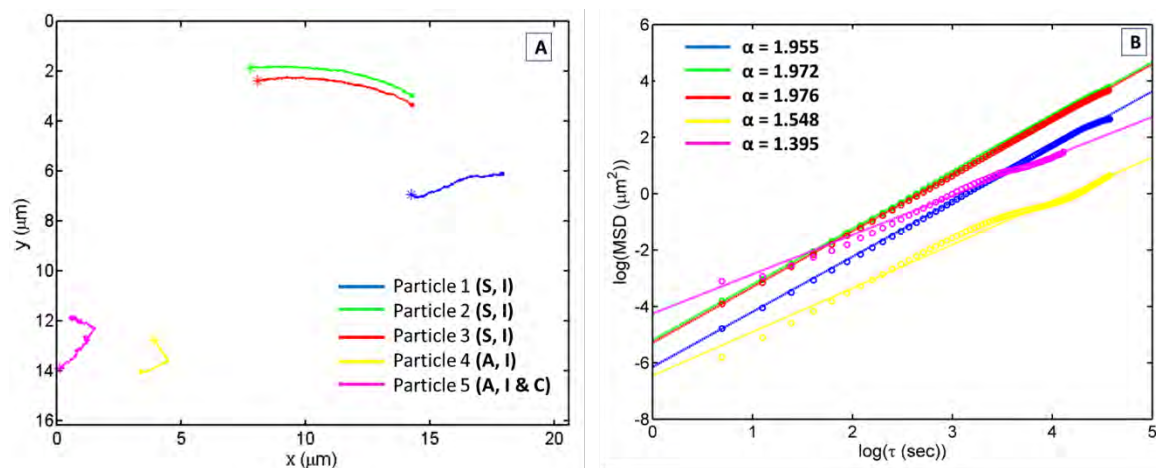 A
0
2
4
6
8
10
12
14
16
y (μm)
0
5
10
15
20
x (μm)
Particle 1 (S, I)
Particle 2 (S, I)
Particle 3 (S, I)
Particle 4 (A, I)
Particle 5 (A, I & C)
B
6
4
2
0
-2
-4
-6
-8
log(MSD (μm²))
0
1
2
3
4
5
log(τ (sec))
α = 1.955
α = 1.972
α = 1.976
α = 1.548
α = 1.395